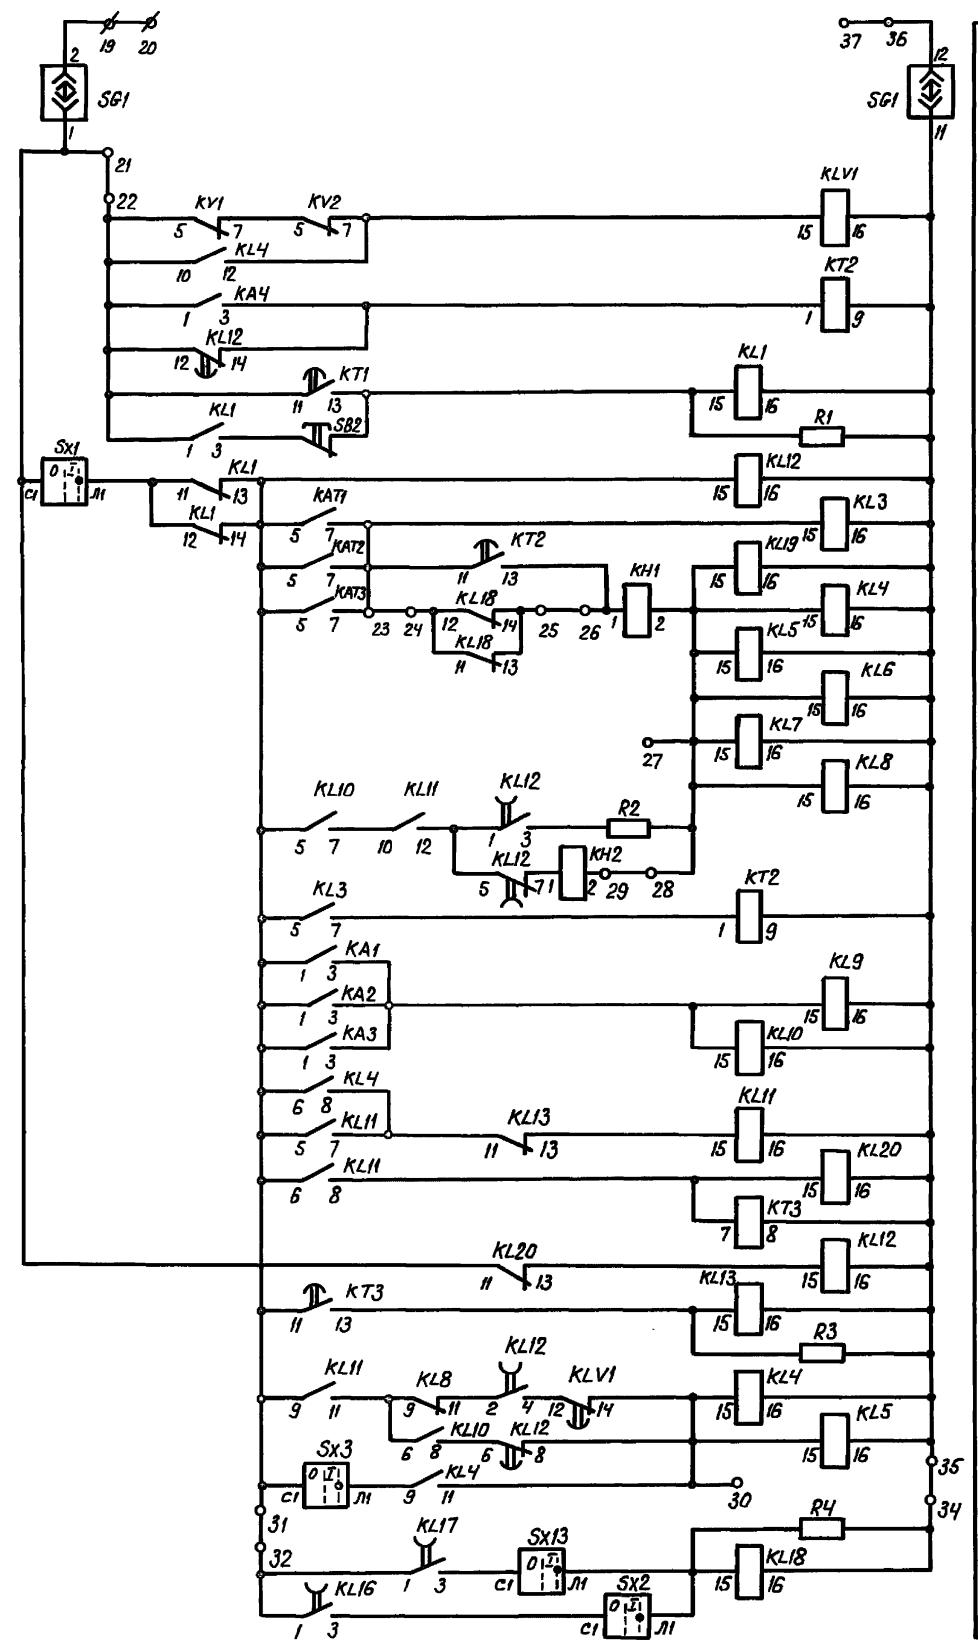 19 20 37 36
2 12
SG1 SG1
1 11
21
22
KV1 KV2 KLV1
5 7 5 7 15 16
KL4
10 12
KA4 KT2
1 3 1 9
KL12
12 14
KT1 KL1
11 13 15 16
KL1 SB2 R1
1 3
Sx1
0 I
С1 Л1
KL1 KL12
11 13 15 16
KL1
12 14
KAT1 KL3
5 7 15 16
KAT2 KT2 KL19
5 7 11 13 15 16
KAT3 KL18 KH1 KL4
5 7 23 24 12 14 25 26 1 2 15 16
KL18 KL5
11 13 15 16
KL6
15 16
KL7
27 15 16
KL8
15 16
KL10 KL11 KL12 R2
5 7 10 12 1 3
KL12 KH2
5 7 1 2 29 28
KL3 KT2
5 7 1 9
KA1
1 3
KA2 KL9
1 3 15 16
KA3 KL10
1 3 15 16
KL4
6 8
KL11 KL13 KL11
5 7 11 13 15 16
KL11 KL20
6 8 15 16
KT3
7 8
KL20 KL12
11 13 15 16
KT3 KL13
11 13 15 16
R3
KL11 KL8 KL12 KLV1 KL4
9 11 9 11 2 4 12 14 15 16
KL10 KL12 KL5
6 8 6 8 15 16
Sx3
0 I
С1 Л1
KL4
9 11 30
35
31 34
R4
32
KL17 Sx13 KL18
0 I
1 3 С1 Л1 15 16
KL16 Sx2
0 I
1 3 С1 Л1